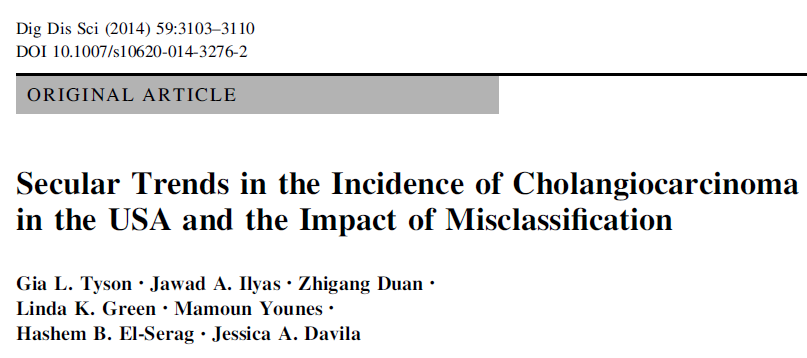 Dig Dis Sci (2014) 59:3103–3110
DOI 10.1007/s10620-014-3276-2
ORIGINAL ARTICLE
Secular Trends in the Incidence of Cholangiocarcinoma
in the USA and the Impact of Misclassification
Gia L. Tyson · Jawad A. Ilyas · Zhigang Duan ·
Linda K. Green · Mamoun Younes ·
Hashem B. El-Serag · Jessica A. Davila